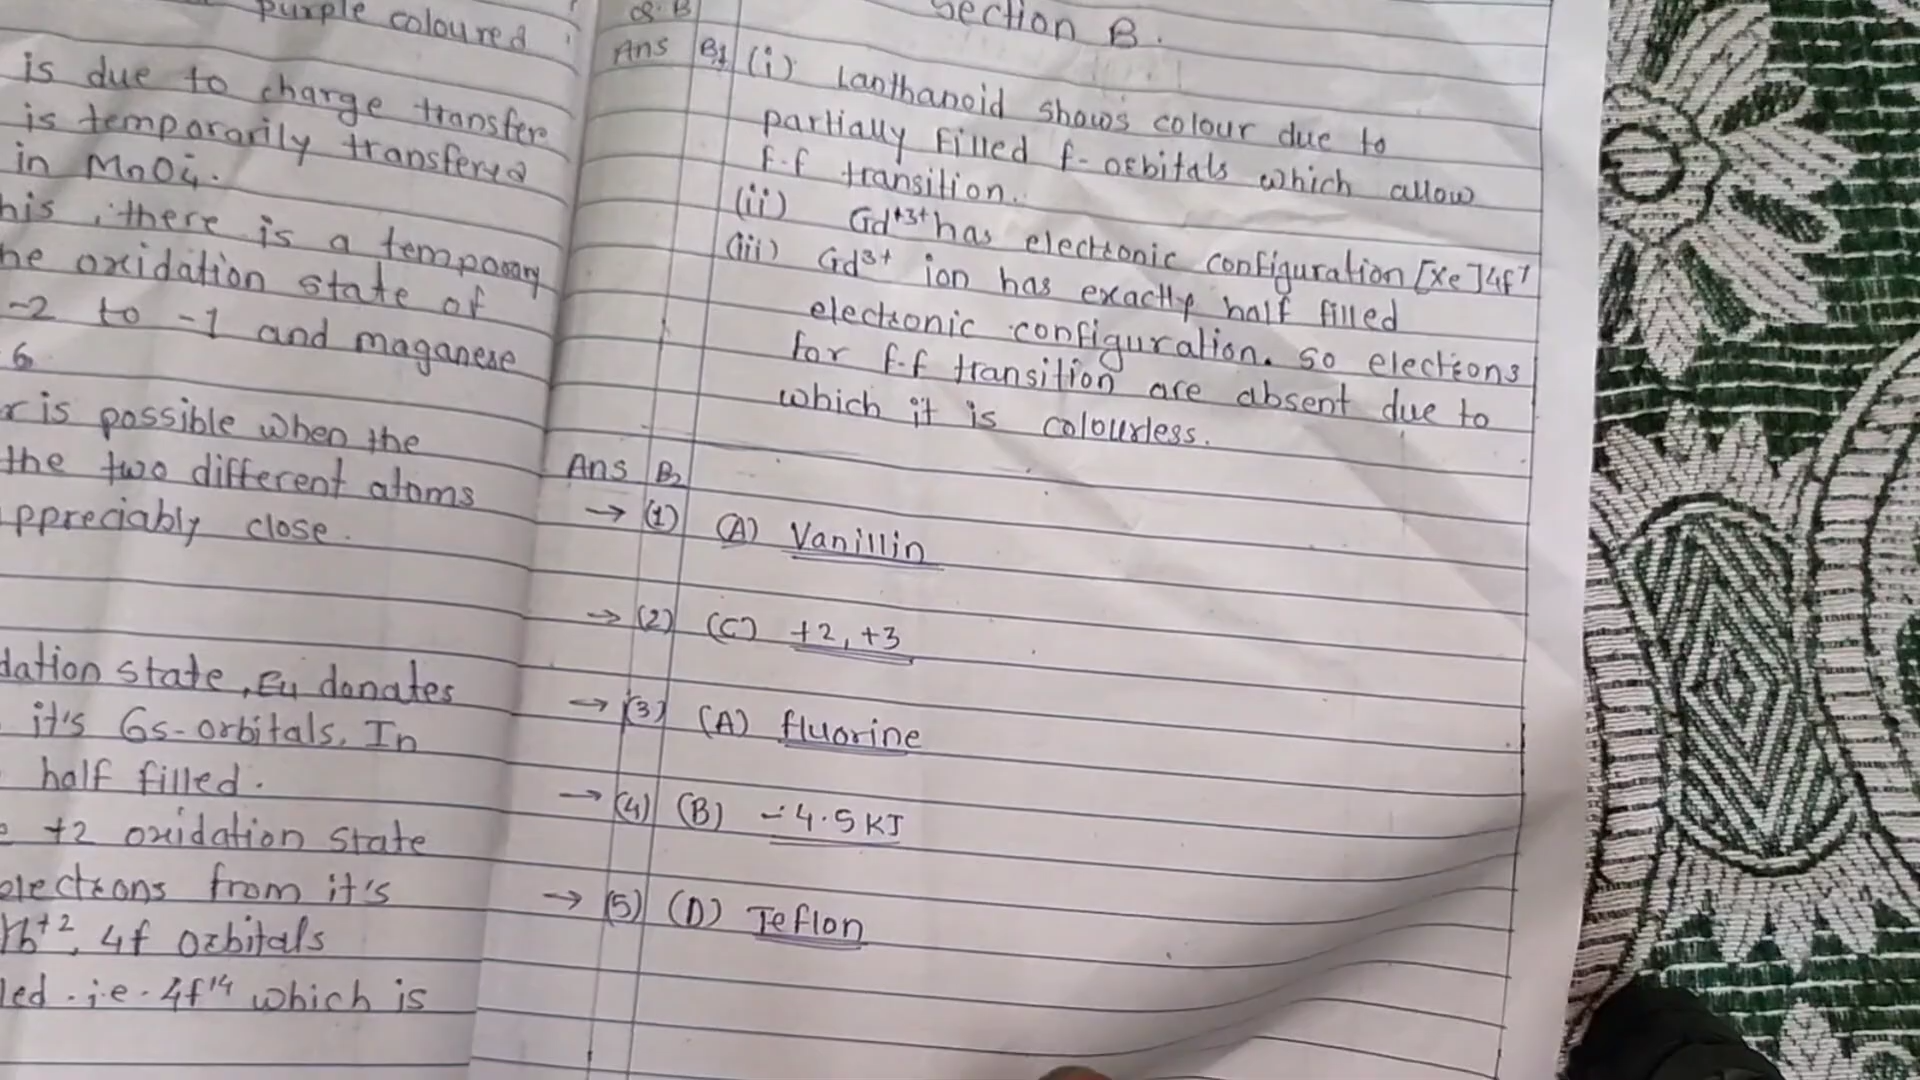 purple coloured
is due to charge transfer
is temporarily transferred
in MnO4-.
his, there is a temporary
he oxidation state of
-2 to -1 and maganese
6
r is possible when the
the two different atoms
ppreciably close.
dation state, Eu donates
it's 6s-orbitals. In
half filled.
+2 oxidation state
electrons from it's
Yb+2, 4f orbitals
led. i.e. 4f14 which is
Q.B Section B.
Ans B1 (i) Lanthanoid shows colour due to
partially filled f-orbitals which allow
f-f transition.
(ii) Gd+3+ has electronic configuration [Xe]4f7
(iii) Gd3+ ion has exactly half filled
electronic configuration. so electrons
for f-f transition are absent due to
which it is colourless.
Ans B2
→ (1) (A) Vanillin
→ (2) (C) +2, +3
→ (3) (A) fluorine
→ (4) (B) -4.5 KJ
→ (5) (D) Teflon